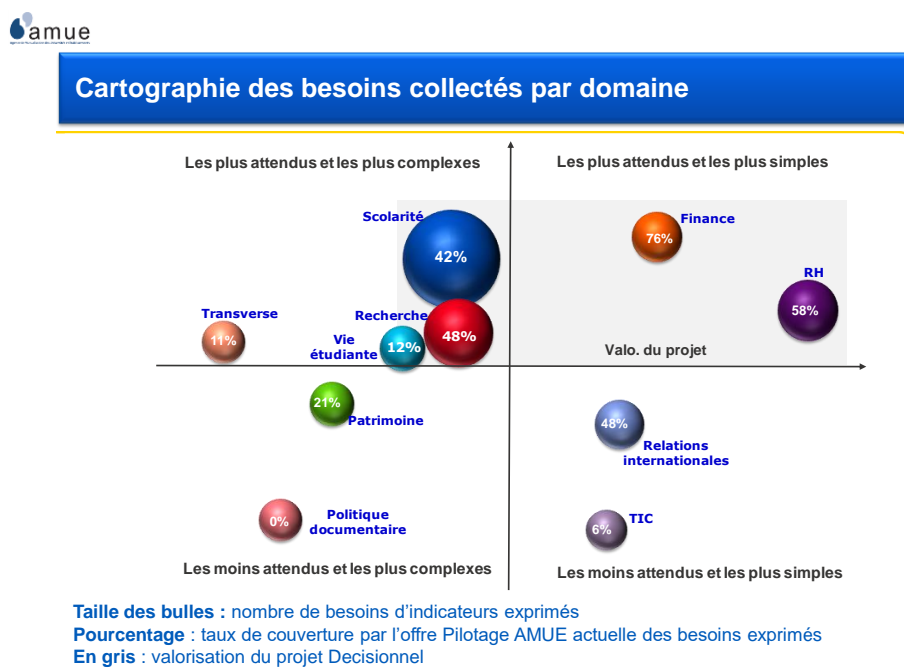 amue
Cartographie des besoins collectés par domaine
Les plus attendus et les plus complexes
Les plus attendus et les plus simples
Scolarité
42%
Finance
76%
RH
58%
Transverse
11%
Recherche
48%
Vie
étudiante
12%
Valo. du projet
21%
Patrimoine
48%
Relations
internationales
0%
Politique
documentaire
6%
TIC
Les moins attendus et les plus complexes
Les moins attendus et les plus simples
Taille des bulles : nombre de besoins d'indicateurs exprimés
Pourcentage : taux de couverture par l'offre Pilotage AMUE actuelle des besoins exprimés
En gris : valorisation du projet Decisionnel